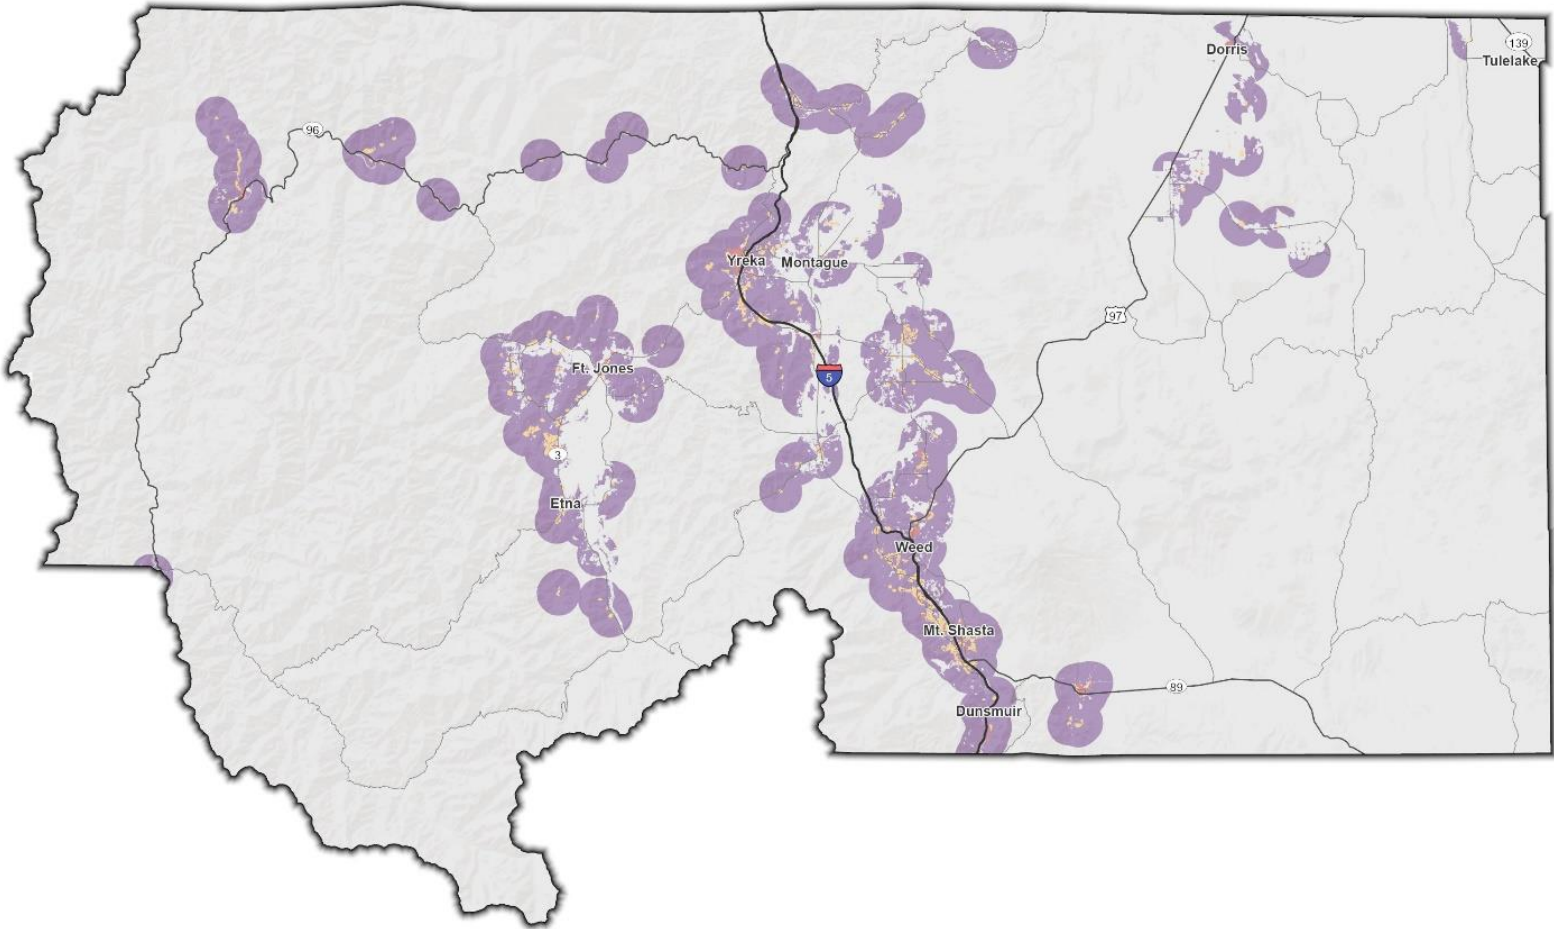 139
Dorris
Tulelake
96
Yreka
Montague
97
Ft. Jones
5
3
Etna
Weed
Mt. Shasta
89
Dunsmuir